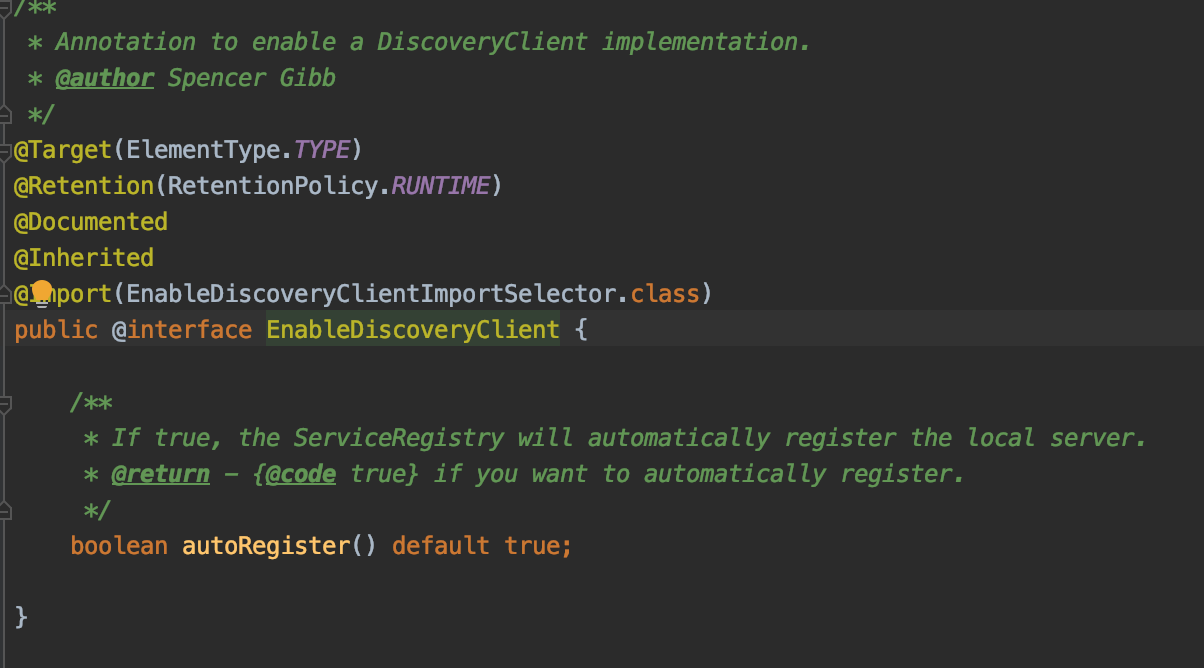 /**
 * Annotation to enable a DiscoveryClient implementation.
 * @author Spencer Gibb
 */
@Target(ElementType.TYPE)
@Retention(RetentionPolicy.RUNTIME)
@Documented
@Inherited
@Import(EnableDiscoveryClientImportSelector.class)
public @interface EnableDiscoveryClient {
    /**
     * If true, the ServiceRegistry will automatically register the local server.
     * @return - {@code true} if you want to automatically register.
     */
    boolean autoRegister() default true;
}